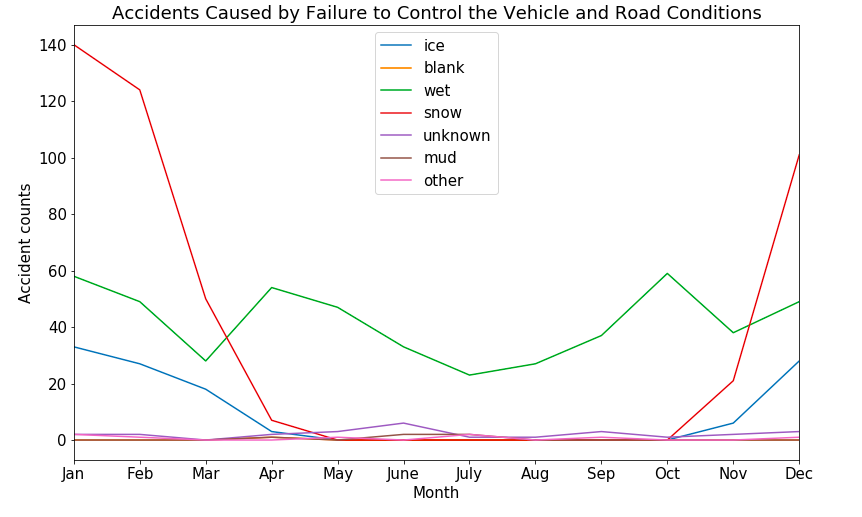 Accidents Caused by Failure to Control the Vehicle and Road Conditions
ice
blank
wet
snow
unknown
mud
other
140
120
100
80
60
40
20
0
Accident counts
Jan Feb Mar Apr May June July Aug Sep Oct Nov Dec
Month